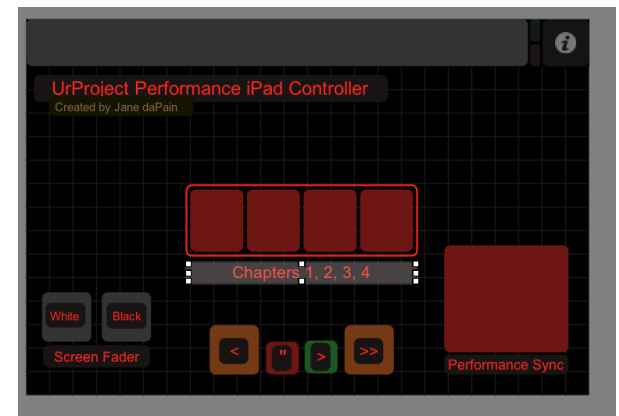 i
UrProject Performance iPad Controller
Created by Jane daPain
Chapters 1, 2, 3, 4
White
Black
Screen Fader
<
"
>
>>
Performance Sync